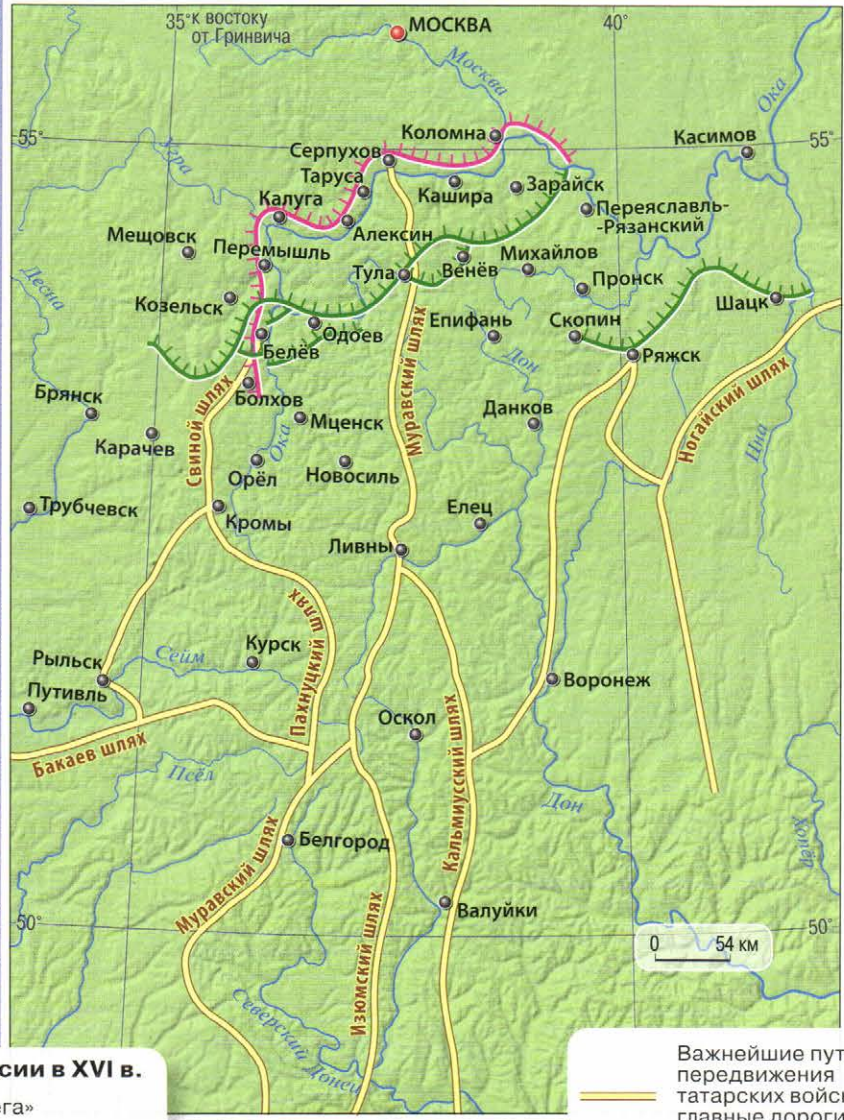 35° к востоку
от Гринвича
МОСКВА
40°
Москва
Ока
55°
Коломна
Касимов
55°
Серпухов
Угра
Таруса
Кашира
Зарайск
Калуга
Переяславль-
-Рязанский
Алексин
Мещовск
Перемышль
Михайлов
Десна
Тула
Венёв
Пронск
Козельск
Шацк
Одоев
Епифань
Скопин
Белёв
Дон
Ряжск
Муравский шлях
Ногайский шлях
Брянск
Болхов
Свиной шлях
Мценск
Данков
Карачев
Ока
Цна
Орёл
Новосиль
Трубчевск
Кромы
Елец
Ливны
Пахнуцкий шлях
Сейм
Курск
Рыльск
Воронеж
Путивль
Оскол
Кальмиусский шлях
Бакаев шлях
Псёл
Дон
Хопёр
Белгород
Муравский шлях
Валуйки
50°
50°
0 54 км
Изюмский шлях
Северский Донец
сии в XVI в.
га»
Важнейшие пут
передвижения
татарских войск
главные дороги